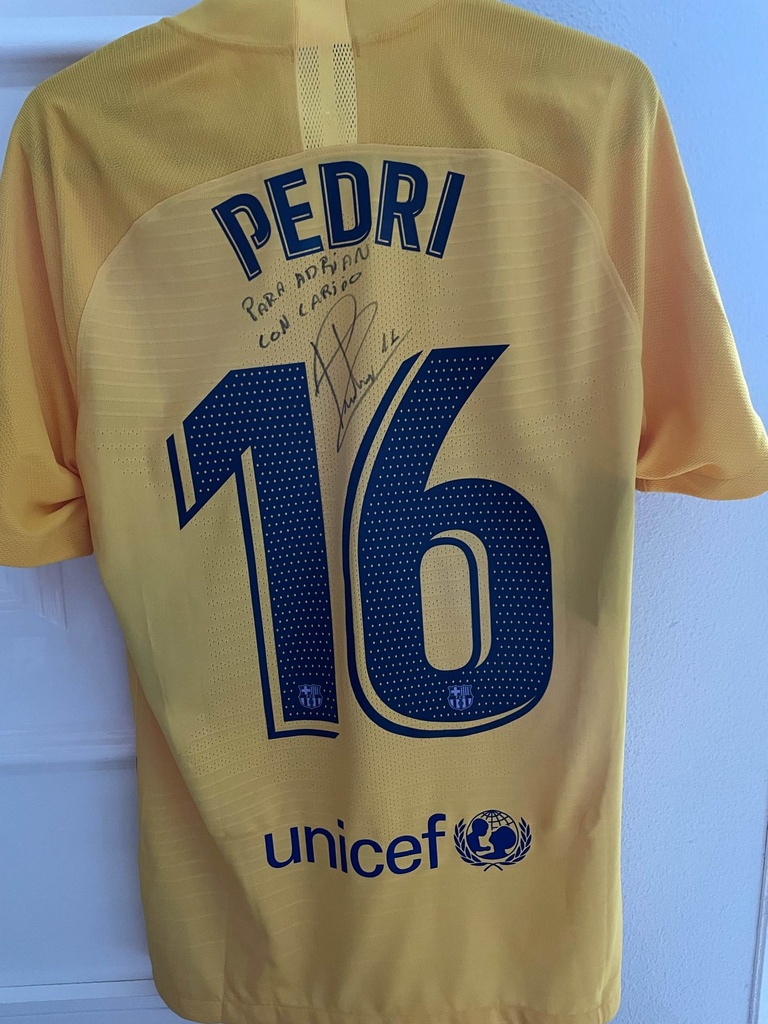 PEDRI
PARA ADRIAN
CON CARIÑO
16
unicef